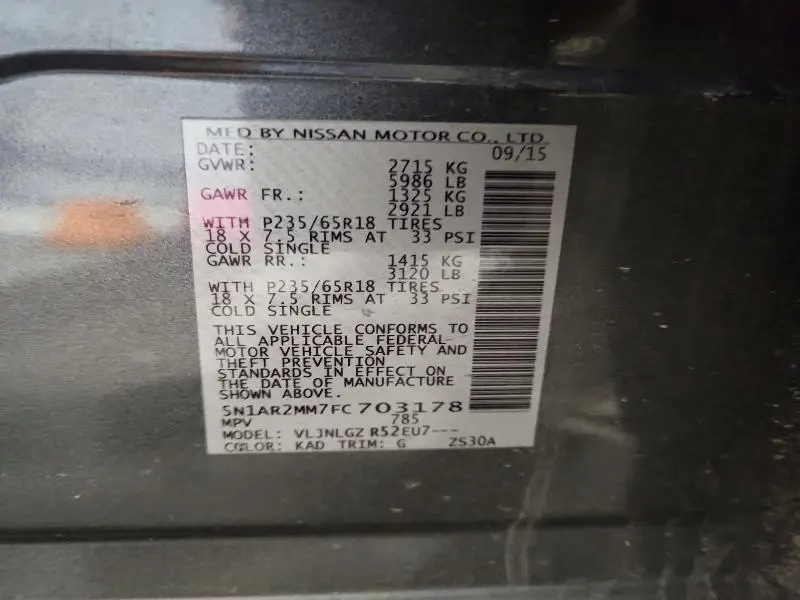 MFD BY NISSAN MOTOR CO., LTD.
DATE: 09/15
GVWR: 2715 KG
5986 LB
GAWR FR.: 1325 KG
2921 LB
WITH P235/65R18 TIRES
18 X 7.5 RIMS AT 33 PSI
COLD SINGLE
GAWR RR.: 1415 KG
3120 LB
WITH P235/65R18 TIRES
18 X 7.5 RIMS AT 33 PSI
COLD SINGLE
THIS VEHICLE CONFORMS TO
ALL APPLICABLE FEDERAL
MOTOR VEHICLE SAFETY AND
THEFT PREVENTION
STANDARDS IN EFFECT ON
THE DATE OF MANUFACTURE
SHOWN ABOVE.
5N1AR2MM7FC703178
MPV 785
MODEL: VLJNLGZ R52EU7---
COLOR: KAD TRIM: G ZS30A